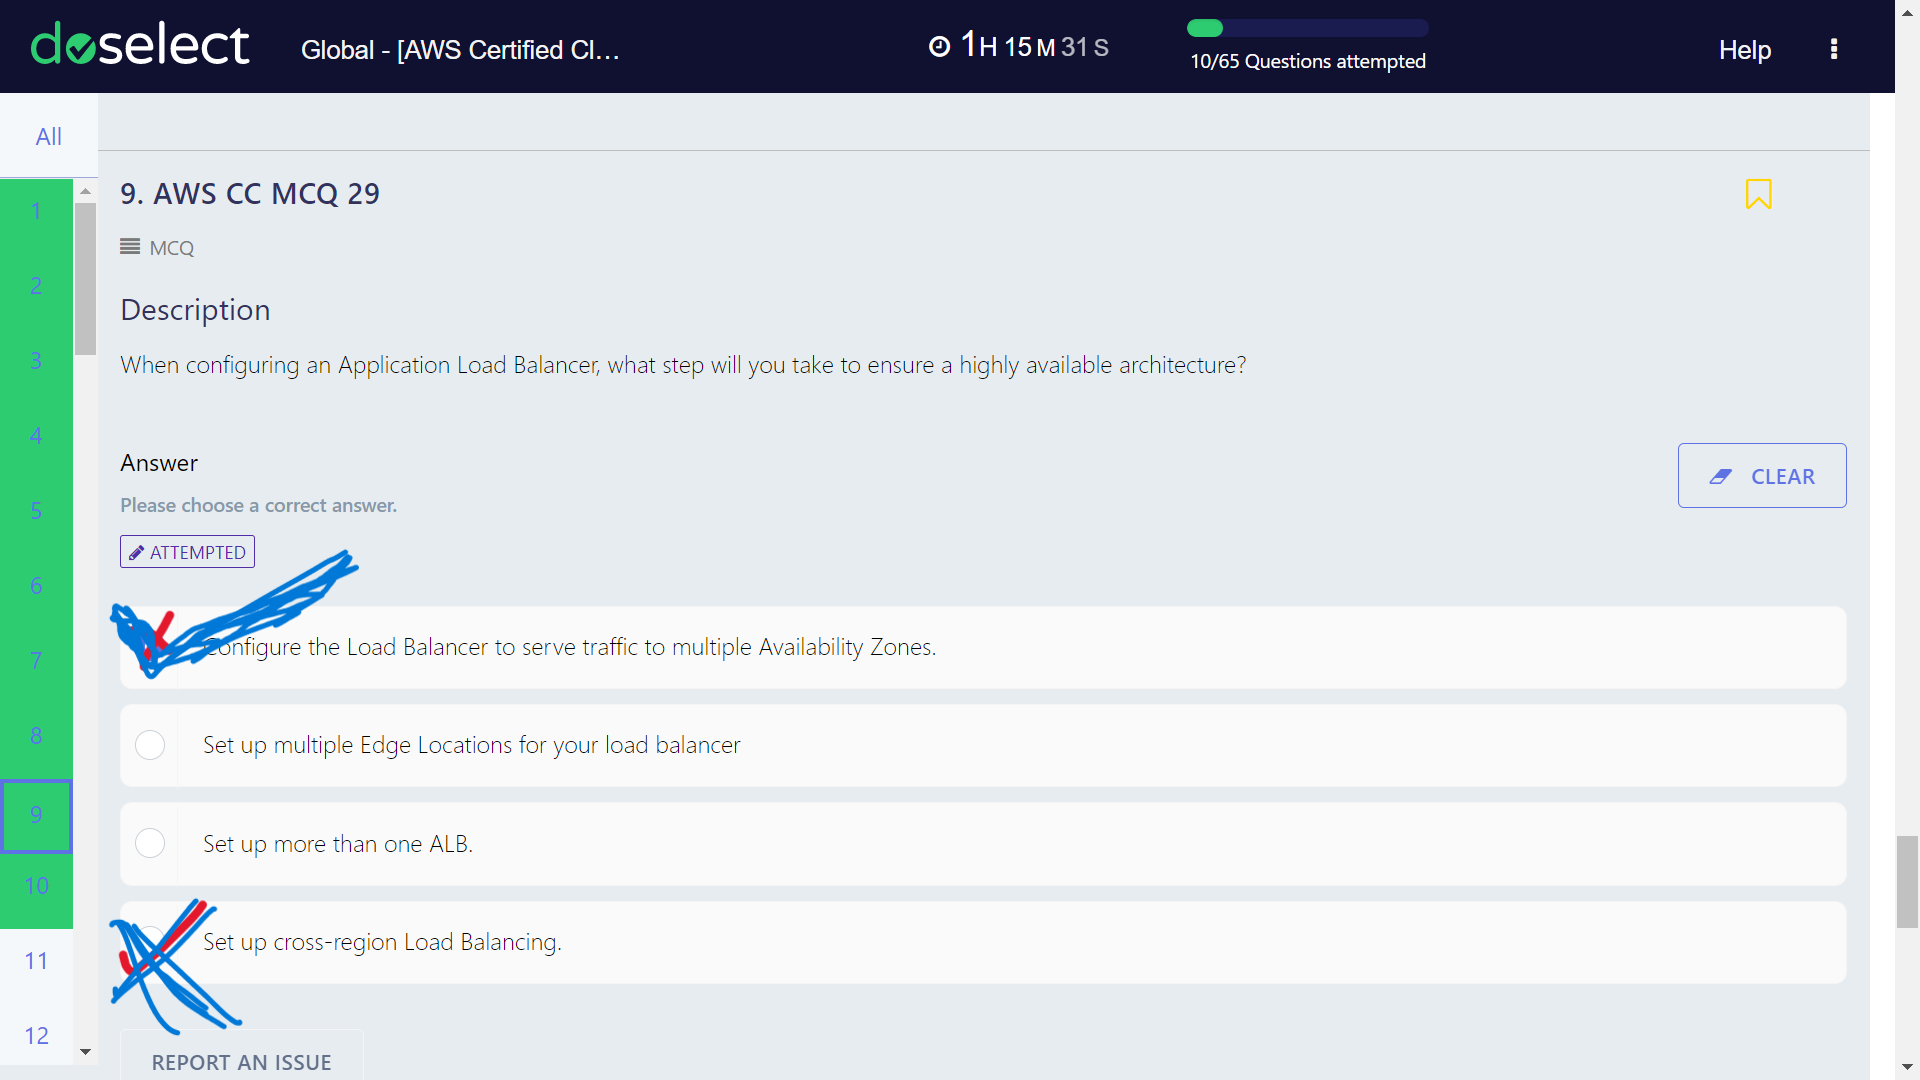 doselect
Global - [AWS Certified Cl...
1H 15M 31S
10/65 Questions attempted
Help
All
1
2
3
4
5
6
7
8
9
10
11
12
9. AWS CC MCQ 29
MCQ
Description
When configuring an Application Load Balancer, what step will you take to ensure a highly available architecture?
Answer
CLEAR
Please choose a correct answer.
ATTEMPTED
Configure the Load Balancer to serve traffic to multiple Availability Zones.
Set up multiple Edge Locations for your load balancer
Set up more than one ALB.
Set up cross-region Load Balancing.
REPORT AN ISSUE